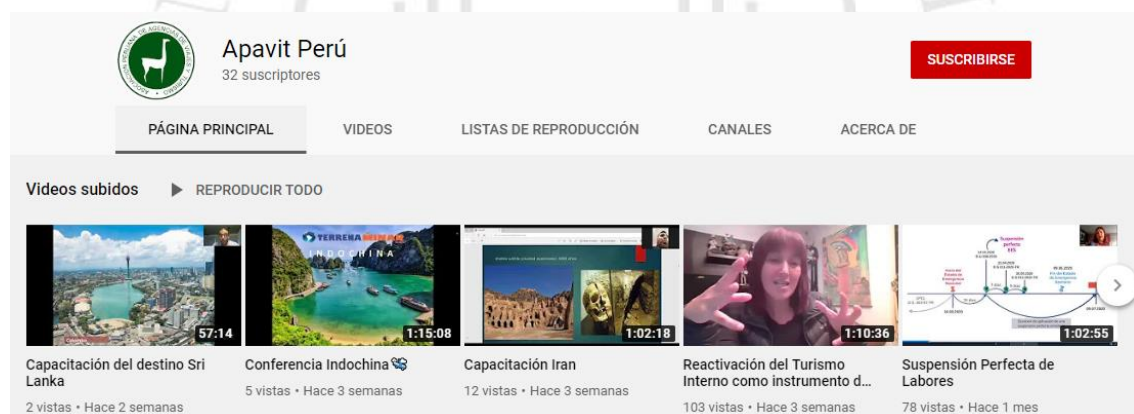 Apavit Perú
32 suscriptores
SUSCRIBIRSE
PÁGINA PRINCIPAL
VIDEOS
LISTAS DE REPRODUCCIÓN
CANALES
ACERCA DE
Videos subidos
REPRODUCIR TODO
57:14
TERRENA MINAR
INDOCHINA
1:15:08
1:02:18
1:10:36
Suspensión
perfecta
1:02:55
Capacitación del destino Sri
Lanka
2 vistas • Hace 2 semanas
Conferencia Indochina
5 vistas • Hace 3 semanas
Capacitación Iran
12 vistas • Hace 3 semanas
Reactivación del Turismo
Interno como instrumento d...
103 vistas • Hace 3 semanas
Suspensión Perfecta de
Labores
78 vistas • Hace 1 mes